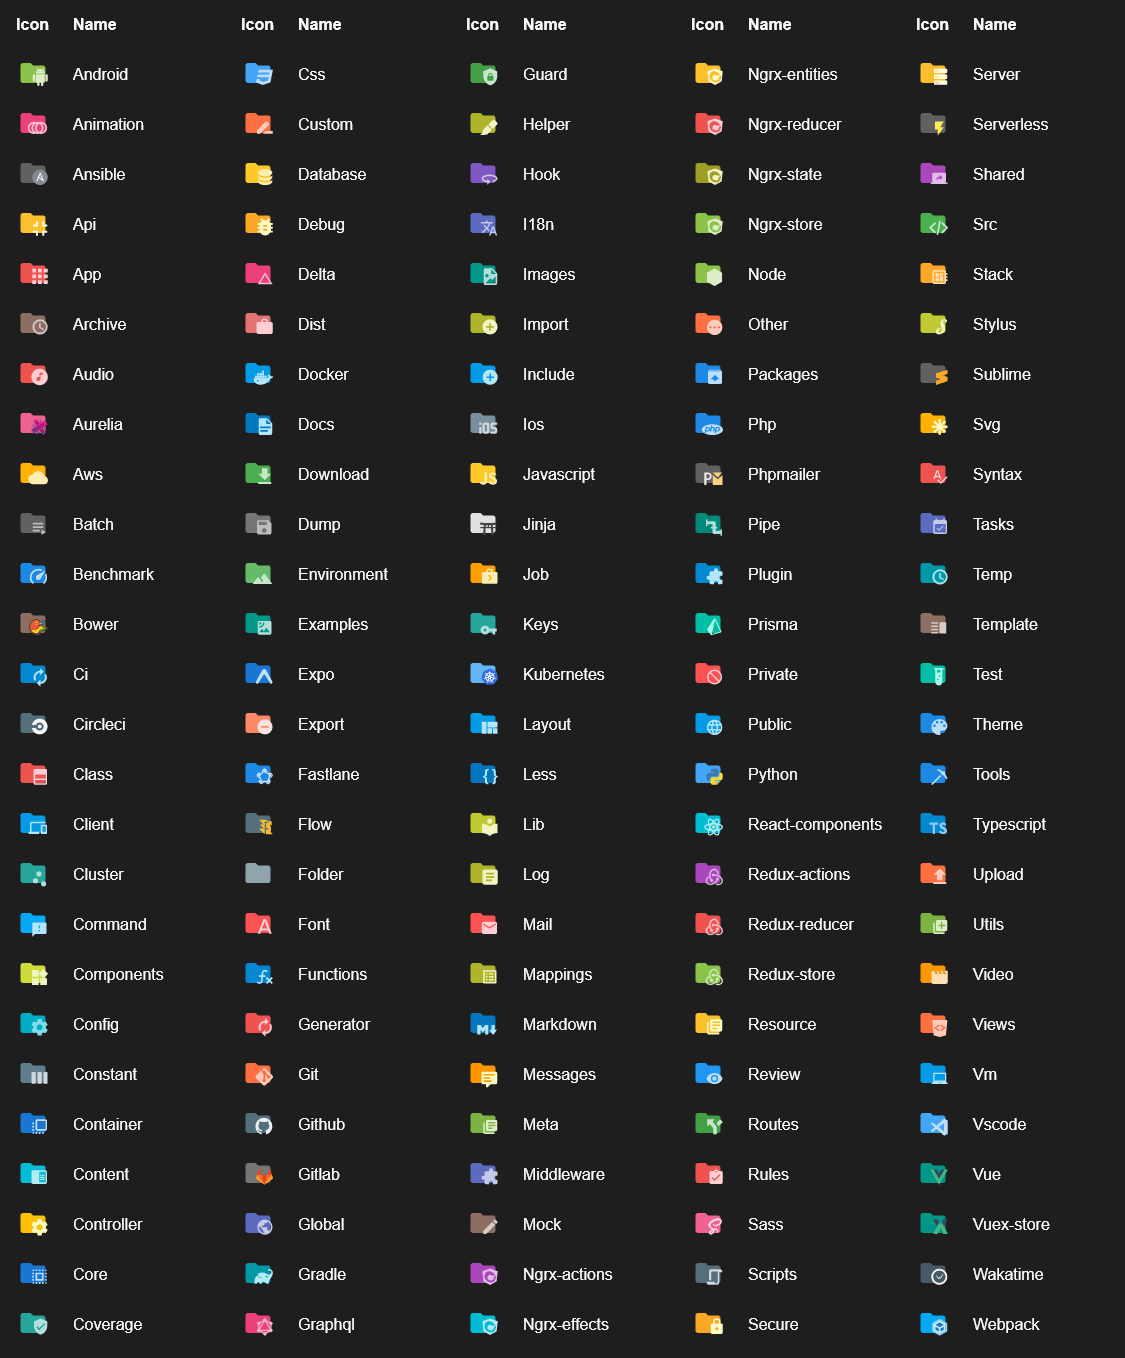 Icon Name Icon Name Icon Name Icon Name Icon Name
Android Css Guard Ngrx-entities Server
Animation Custom Helper Ngrx-reducer Serverless
Ansible Database Hook Ngrx-state Shared
Api Debug I18n Ngrx-store Src
App Delta Images Node Stack
Archive Dist Import Other Stylus
Audio Docker Include Packages Sublime
Aurelia Docs Ios Php Svg
Aws Download Javascript Phpmailer Syntax
Batch Dump Jinja Pipe Tasks
Benchmark Environment Job Plugin Temp
Bower Examples Keys Prisma Template
Ci Expo Kubernetes Private Test
Circleci Export Layout Public Theme
Class Fastlane Less Python Tools
Client Flow Lib React-components Typescript
Cluster Folder Log Redux-actions Upload
Command Font Mail Redux-reducer Utils
Components Functions Mappings Redux-store Video
Config Generator Markdown Resource Views
Constant Git Messages Review Vm
Container Github Meta Routes Vscode
Content Gitlab Middleware Rules Vue
Controller Global Mock Sass Vuex-store
Core Gradle Ngrx-actions Scripts Wakatime
Coverage Graphql Ngrx-effects Secure Webpack